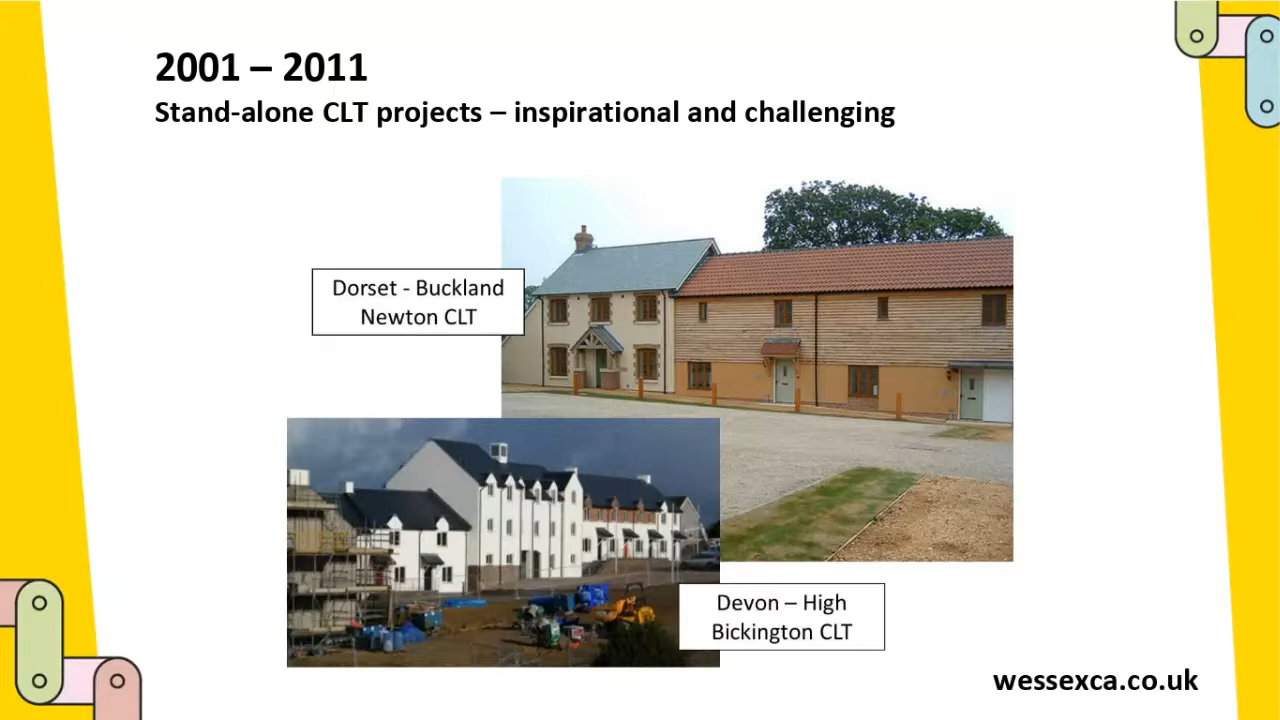 2001 – 2011
Stand-alone CLT projects – inspirational and challenging
Dorset - Buckland
Newton CLT
Devon – High
Bickington CLT
wessexca.co.uk